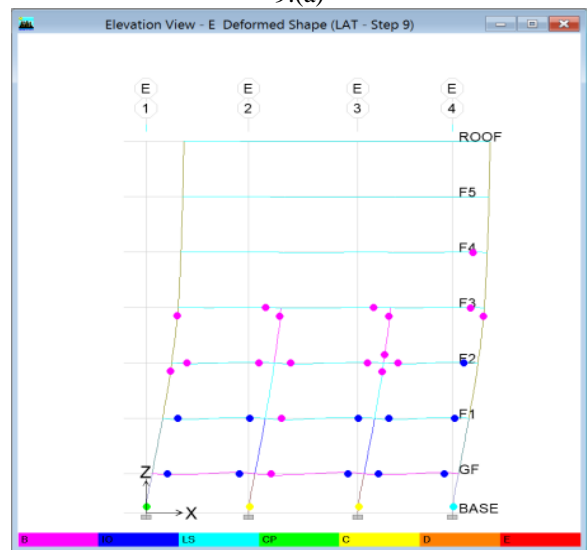 9.(a)
Elevation View - E Deformed Shape (LAT - Step 9)
E E E E
1 2 3 4
ROOF
F5
F4
F3
F2
F1
GF
BASE
Z
X
B IO LS CP C D E